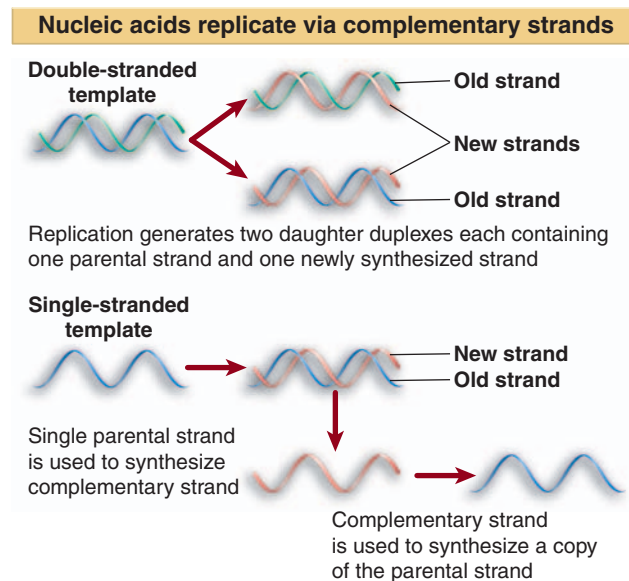 Nucleic acids replicate via complementary strands
Double-stranded
template
Old strand
New strands
Old strand
Replication generates two daughter duplexes each containing
one parental strand and one newly synthesized strand
Single-stranded
template
New strand
Old strand
Single parental strand
is used to synthesize
complementary strand
Complementary strand
is used to synthesize a copy
of the parental strand